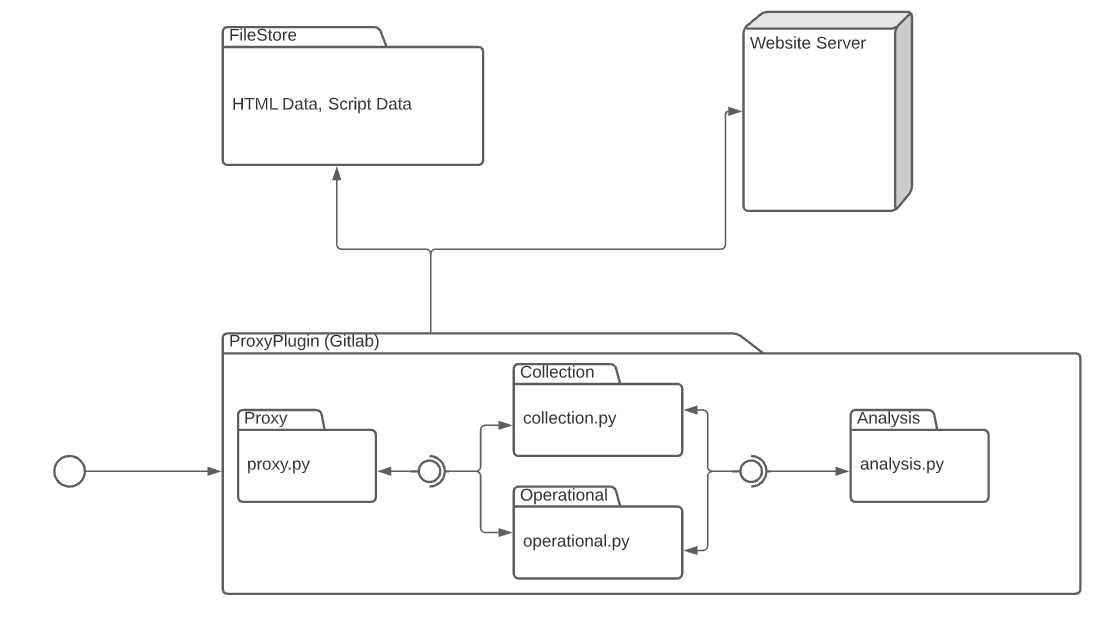 FileStore
HTML Data, Script Data
Website Server
ProxyPlugin (Gitlab)
Proxy
proxy.py
Collection
collection.py
Operational
operational.py
Analysis
analysis.py